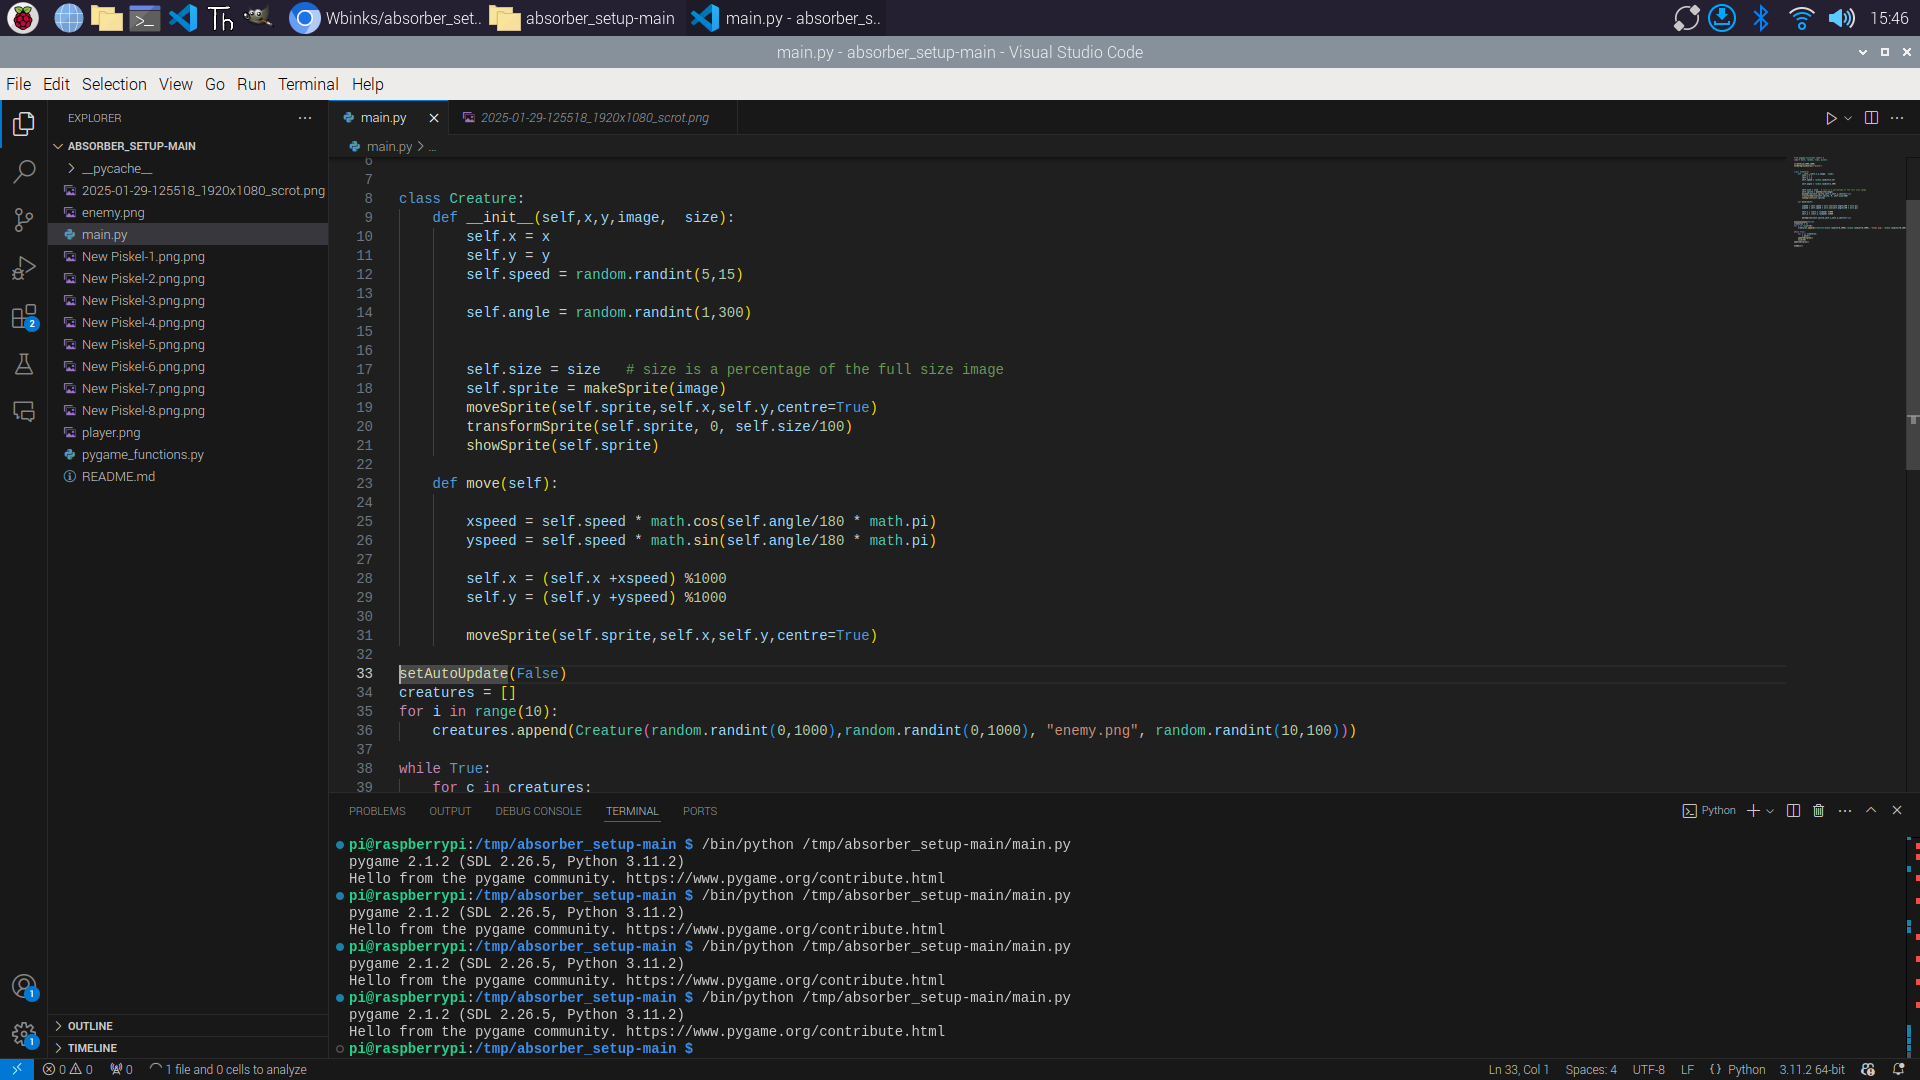 Wbinks/absorber_set..
absorber_setup-main
main.py - absorber_s..
15:46
main.py - absorber_setup-main - Visual Studio Code
File Edit Selection View Go Run Terminal Help
EXPLORER
ABSORBER_SETUP-MAIN
__pycache__
2025-01-29-125518_1920x1080_scrot.png
enemy.png
main.py
New Piskel-1.png.png
New Piskel-2.png.png
New Piskel-3.png.png
New Piskel-4.png.png
New Piskel-5.png.png
New Piskel-6.png.png
New Piskel-7.png.png
New Piskel-8.png.png
player.png
pygame_functions.py
README.md
OUTLINE
TIMELINE
2
1
1
main.py
2025-01-29-125518_1920x1080_scrot.png
main.py > ...
6
7
8 class Creature:
9 def __init__(self,x,y,image,  size):
10 self.x = x
11 self.y = y
12 self.speed = random.randint(5,15)
13
14 self.angle = random.randint(1,300)
15
16
17 self.size = size   # size is a percentage of the full size image
18 self.sprite = makeSprite(image)
19 moveSprite(self.sprite,self.x,self.y,centre=True)
20 transformSprite(self.sprite, 0, self.size/100)
21 showSprite(self.sprite)
22
23 def move(self):
24
25 xspeed = self.speed * math.cos(self.angle/180 * math.pi)
26 yspeed = self.speed * math.sin(self.angle/180 * math.pi)
27
28 self.x = (self.x +xspeed) %1000
29 self.y = (self.y +yspeed) %1000
30
31 moveSprite(self.sprite,self.x,self.y,centre=True)
32
33 setAutoUpdate(False)
34 creatures = []
35 for i in range(10):
36 creatures.append(Creature(random.randint(0,1000),random.randint(0,1000), "enemy.png", random.randint(10,100)))
37
38 while True:
39 for c in creatures:
PROBLEMS OUTPUT DEBUG CONSOLE TERMINAL PORTS
Python
pi@raspberrypi:/tmp/absorber_setup-main $ /bin/python /tmp/absorber_setup-main/main.py
pygame 2.1.2 (SDL 2.26.5, Python 3.11.2)
Hello from the pygame community. https://www.pygame.org/contribute.html
pi@raspberrypi:/tmp/absorber_setup-main $ /bin/python /tmp/absorber_setup-main/main.py
pygame 2.1.2 (SDL 2.26.5, Python 3.11.2)
Hello from the pygame community. https://www.pygame.org/contribute.html
pi@raspberrypi:/tmp/absorber_setup-main $ /bin/python /tmp/absorber_setup-main/main.py
pygame 2.1.2 (SDL 2.26.5, Python 3.11.2)
Hello from the pygame community. https://www.pygame.org/contribute.html
pi@raspberrypi:/tmp/absorber_setup-main $ /bin/python /tmp/absorber_setup-main/main.py
pygame 2.1.2 (SDL 2.26.5, Python 3.11.2)
Hello from the pygame community. https://www.pygame.org/contribute.html
pi@raspberrypi:/tmp/absorber_setup-main $
0 0 0 1 file and 0 cells to analyze
Ln 33, Col 1 Spaces: 4 UTF-8 LF {} Python 3.11.2 64-bit